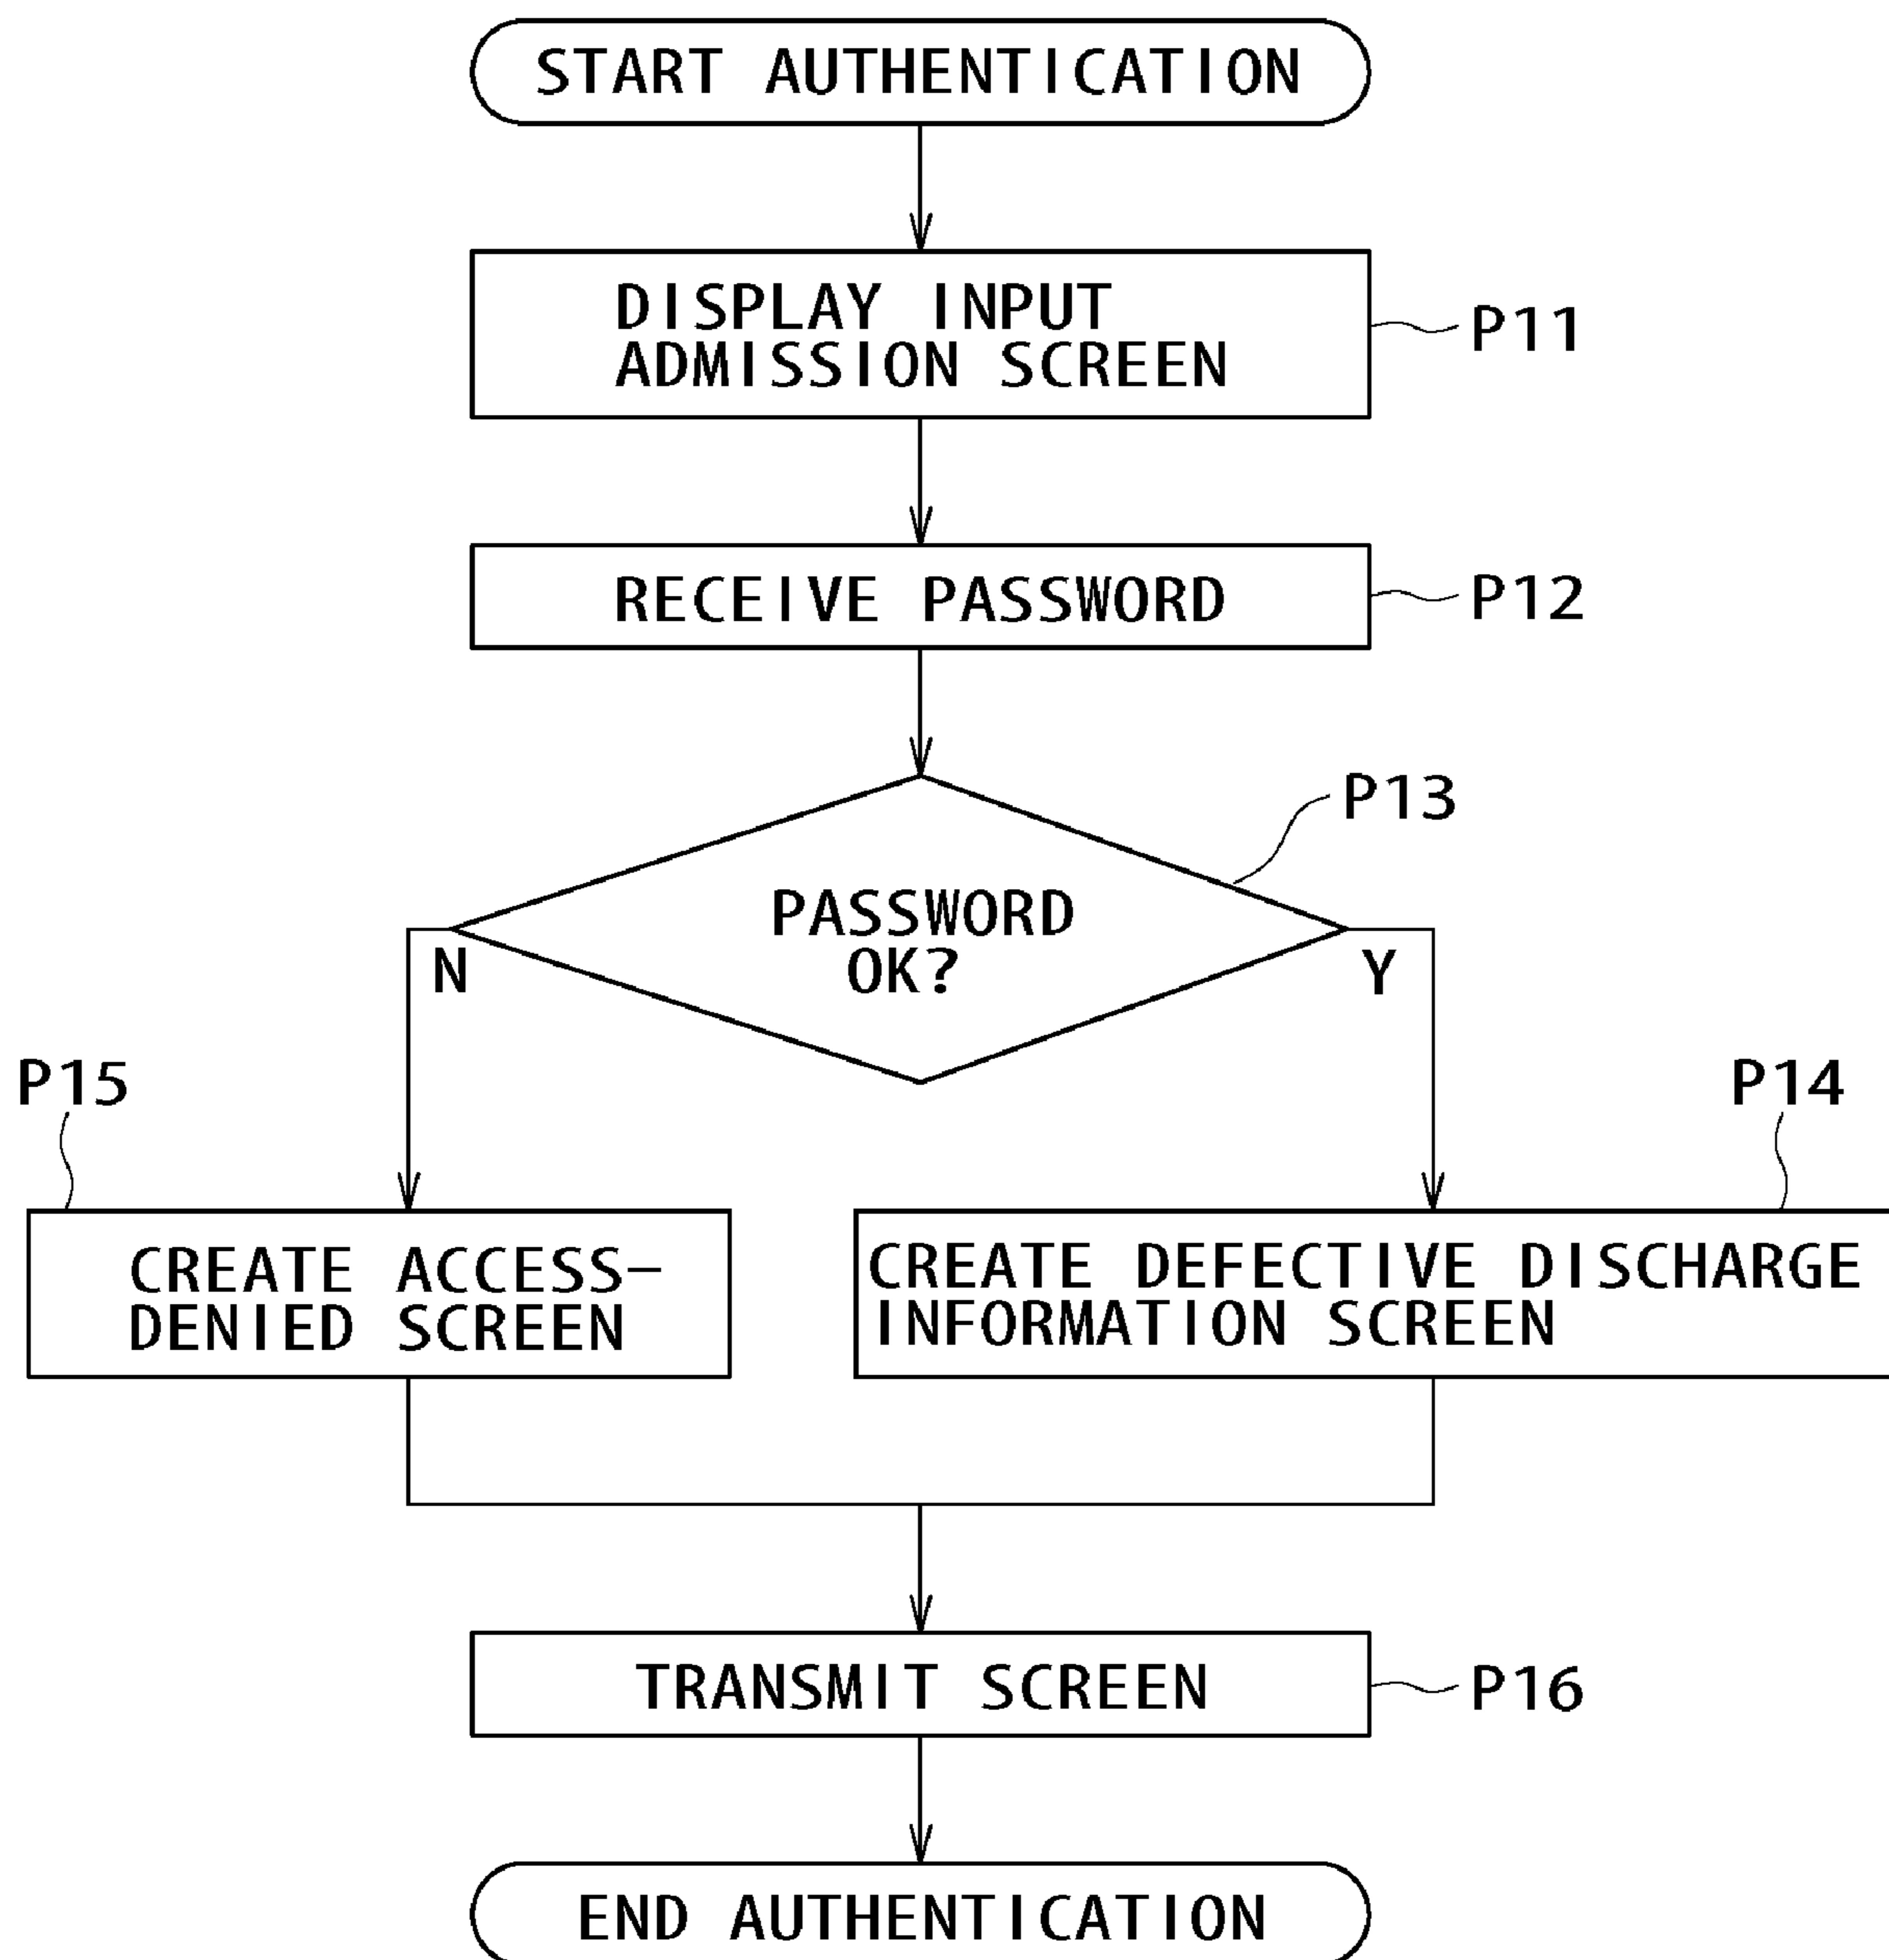 START AUTHENTICATION
DISPLAY INPUT
ADMISSION SCREEN
P11
RECEIVE PASSWORD
P12
P13
PASSWORD
OK?
N
Y
P15
P14
CREATE ACCESS-
DENIED SCREEN
CREATE DEFECTIVE DISCHARGE
INFORMATION SCREEN
TRANSMIT SCREEN
P16
END AUTHENTICATION